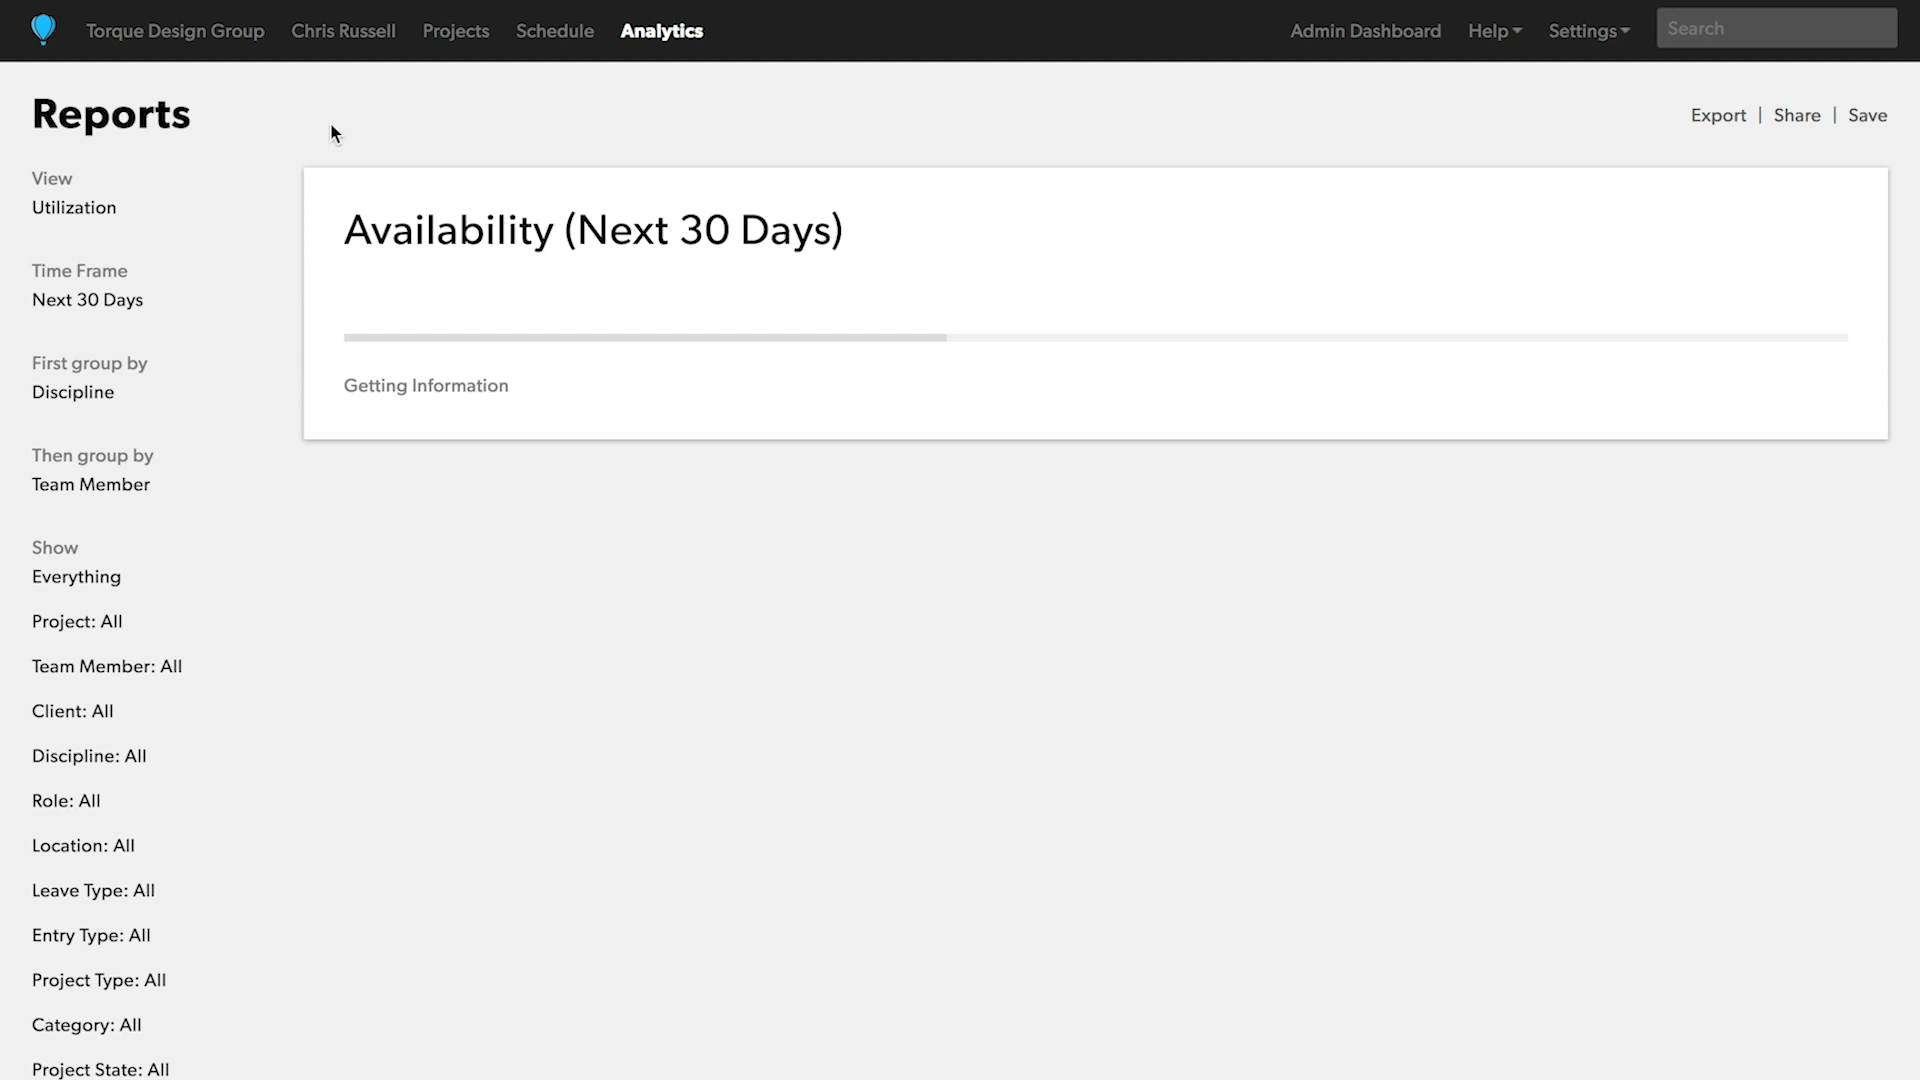 Torque Design Group Chris Russell Projects Schedule Analytics Admin Dashboard Help Settings Search
Reports
Export | Share | Save
View
Utilization
Time Frame
Next 30 Days
First group by
Discipline
Then group by
Team Member
Show
Everything
Project: All
Team Member: All
Client: All
Discipline: All
Role: All
Location: All
Leave Type: All
Entry Type: All
Project Type: All
Category: All
Project State: All
Availability (Next 30 Days)
Getting Information